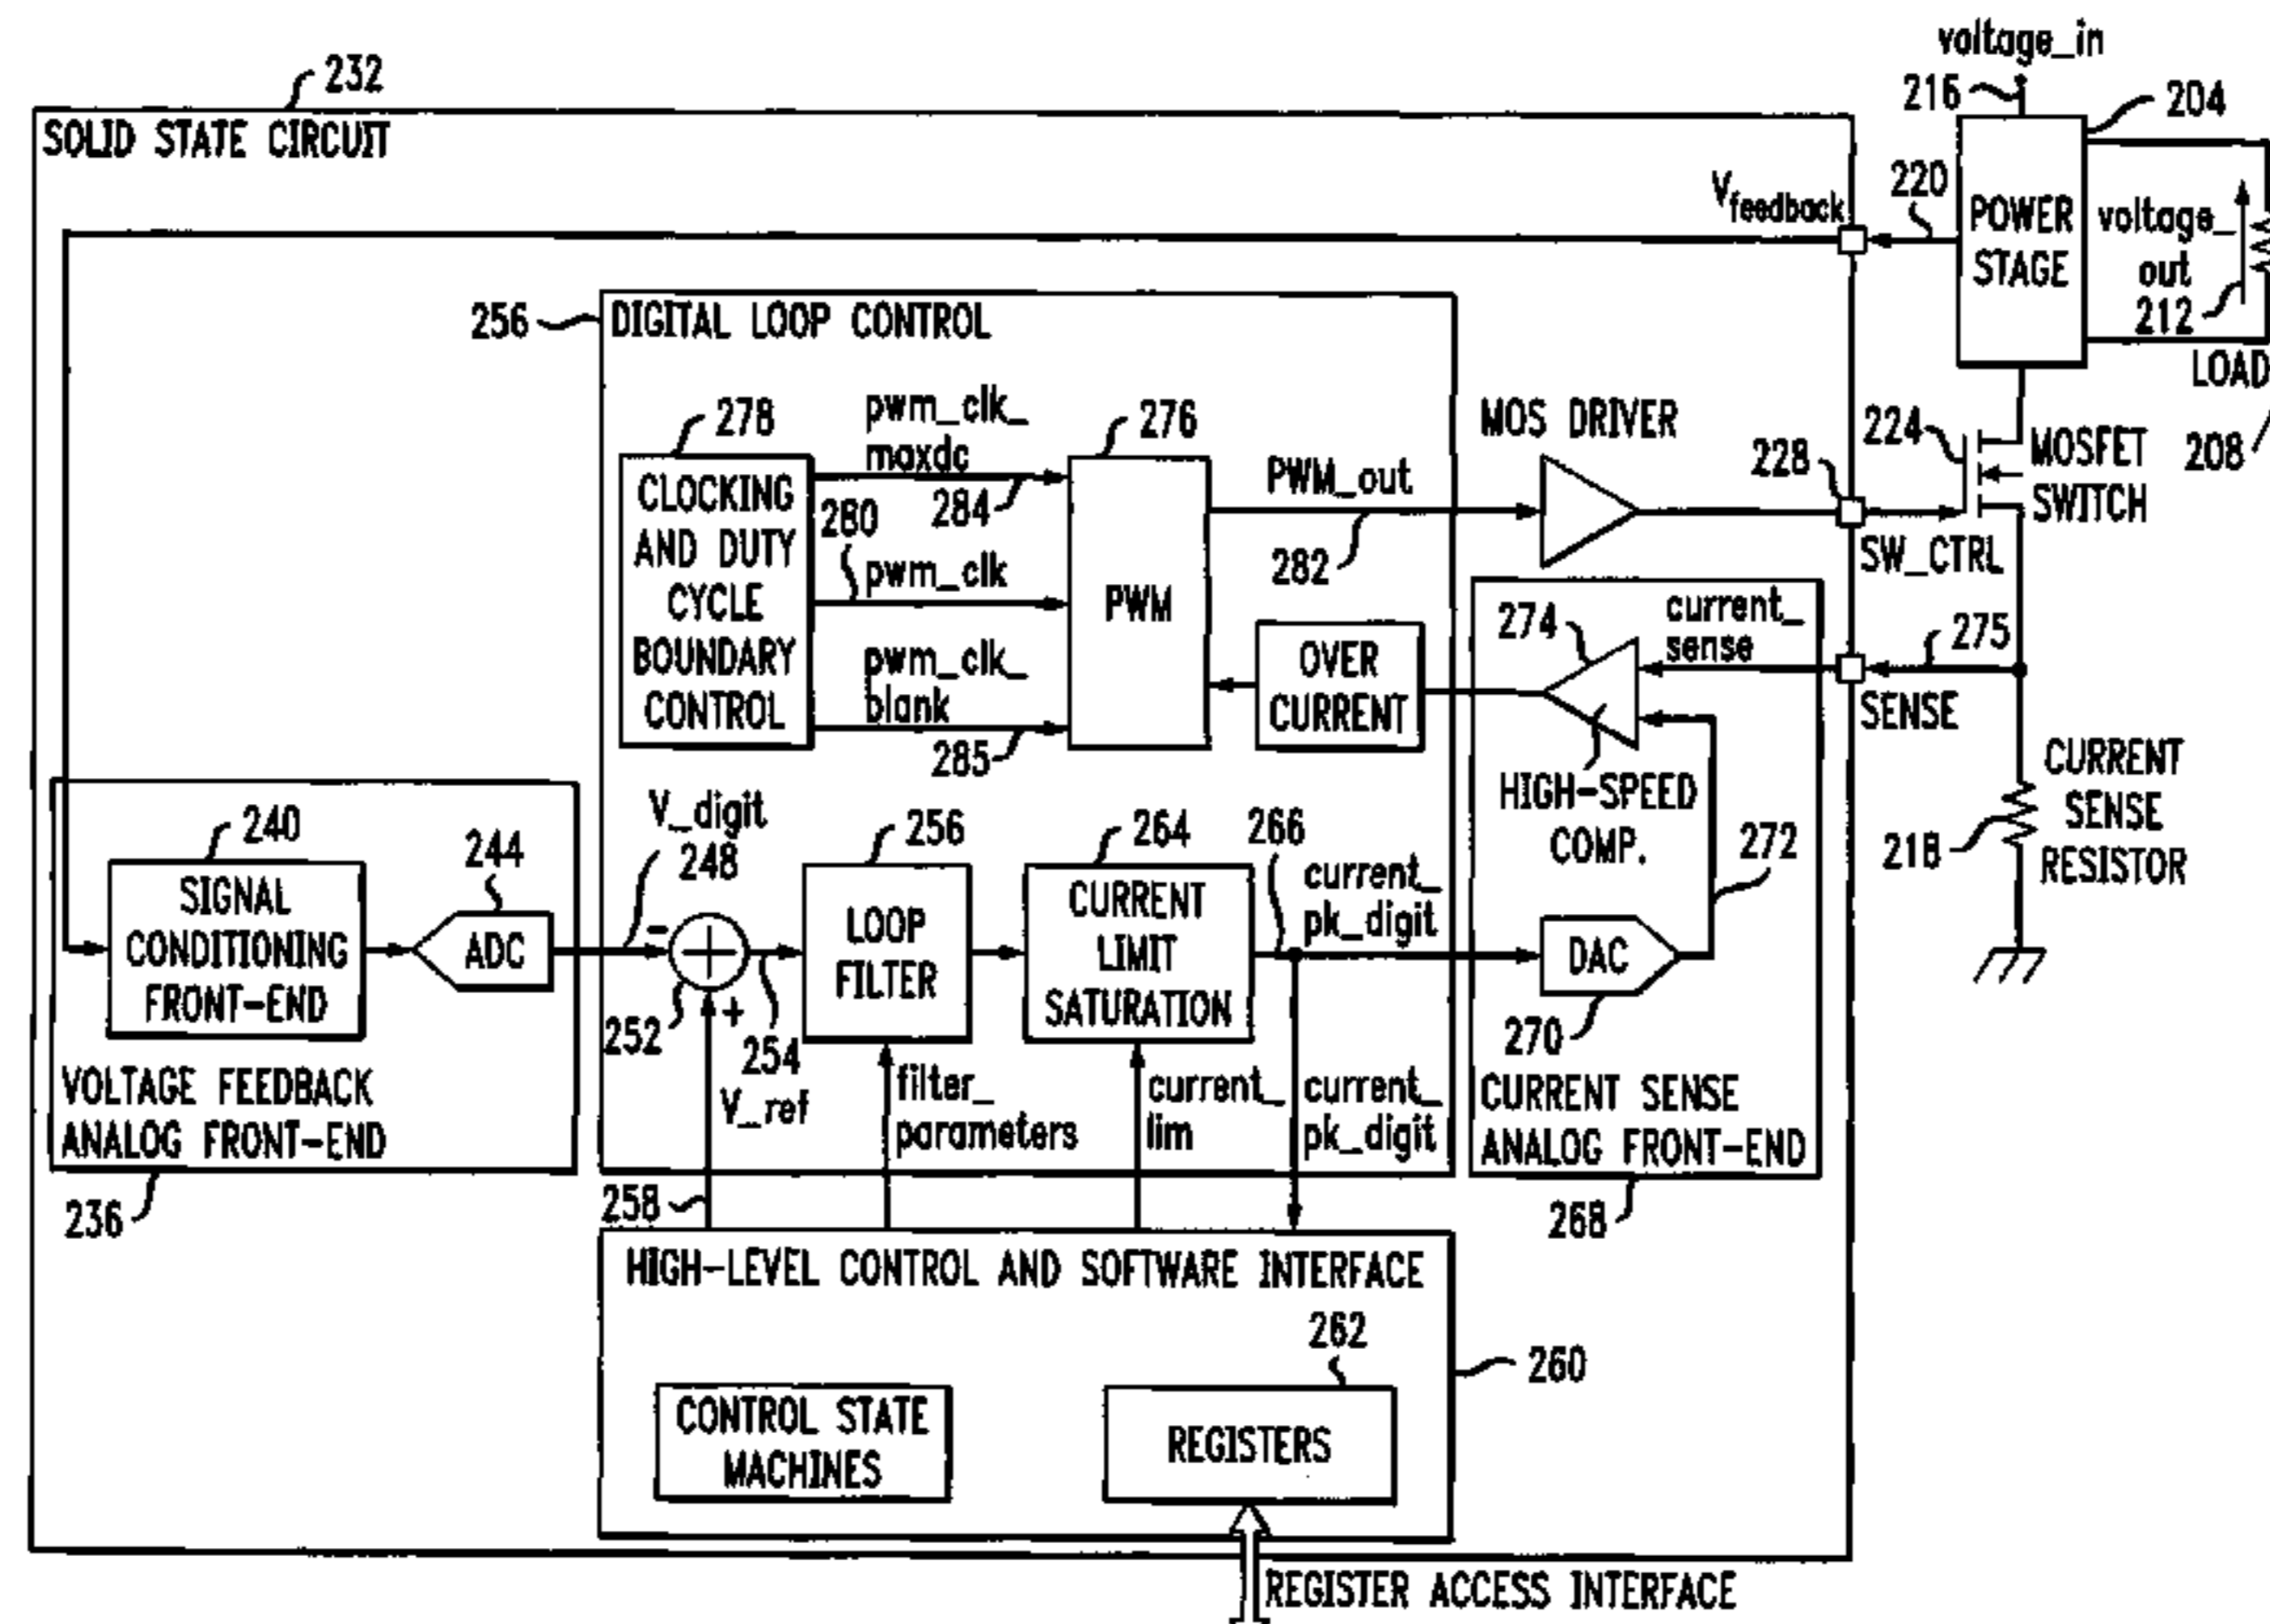 voltage_in
216
204
232
SOLID STATE CIRCUIT
V_feedback
220
POWER
STAGE
voltage_
out
212
LOAD
208
256
DIGITAL LOOP CONTROL
278
CLOCKING
AND DUTY
CYCLE
BOUNDARY
CONTROL
pwm_clk_
maxdc
284
280
pwm_clk
pwm_clk_
blank
285
276
PWM
PWM_out
282
MOS DRIVER
228
SW_CTRL
224
MOSFET
SWITCH
OVER
CURRENT
274
current_
sense
275
SENSE
HIGH-SPEED
COMP.
272
CURRENT
SENSE
RESISTOR
218
240
SIGNAL
CONDITIONING
FRONT-END
244
ADC
VOLTAGE FEEDBACK
ANALOG FRONT-END
236
V_digit
248
-
+
252
254
V_ref
256
LOOP
FILTER
filter_
parameters
264
CURRENT
LIMIT
SATURATION
current_
lim
266
current_
pk_digit
current_
pk_digit
DAC
270
CURRENT SENSE
ANALOG FRONT-END
268
258
HIGH-LEVEL CONTROL AND SOFTWARE INTERFACE
260
CONTROL STATE
MACHINES
262
REGISTERS
REGISTER ACCESS INTERFACE